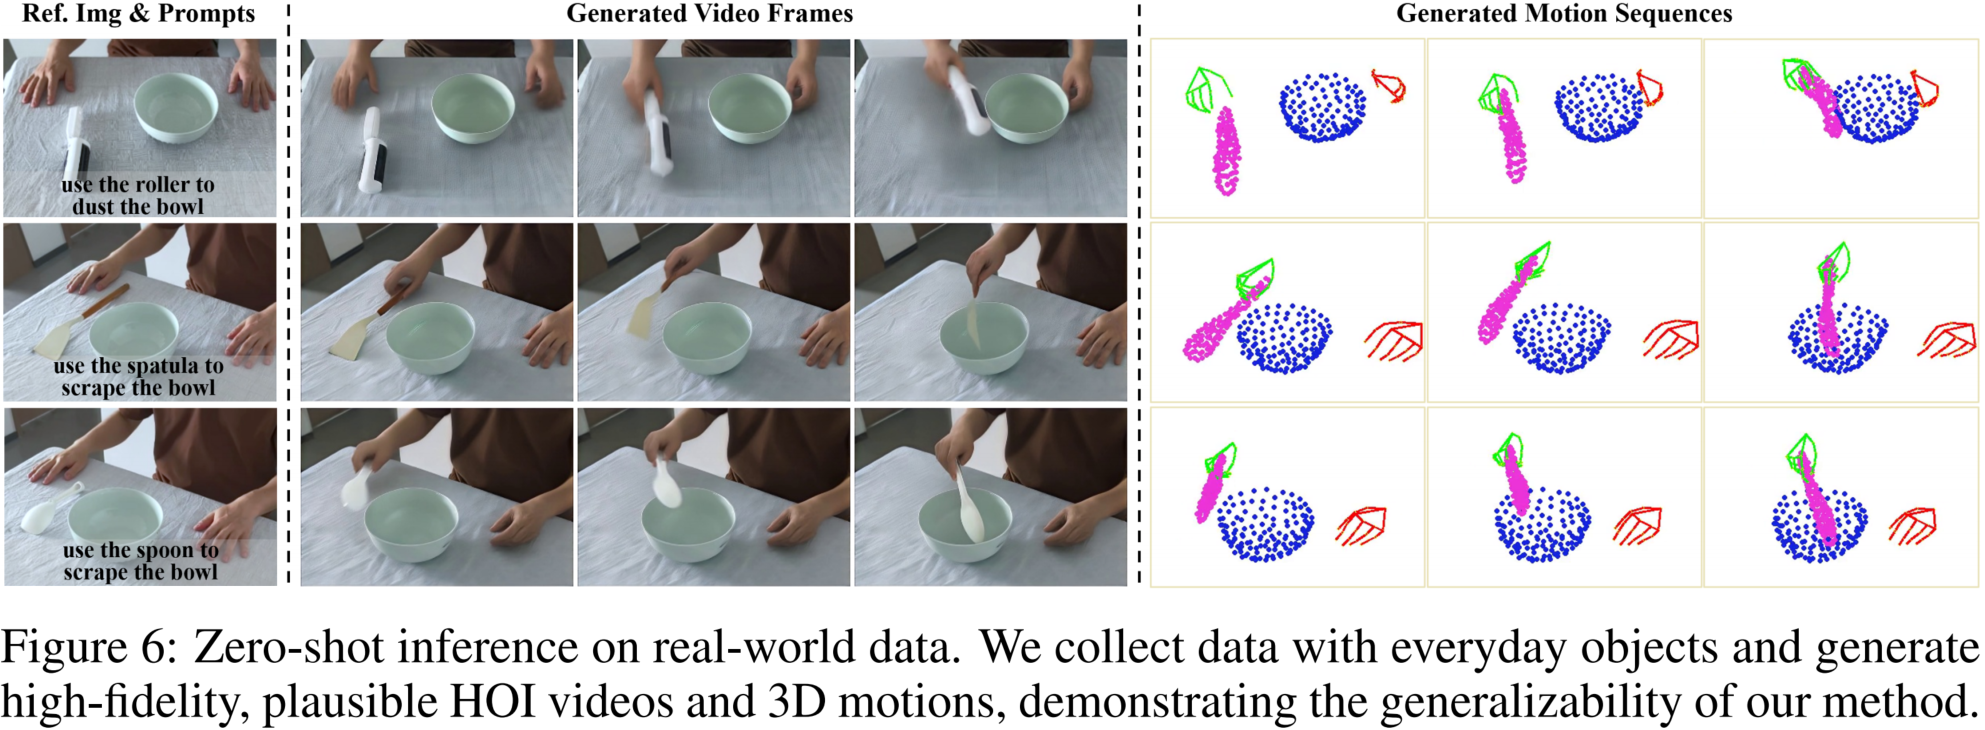 Ref. Img & Prompts
Generated Video Frames
Generated Motion Sequences
use the roller to
dust the bowl
use the spatula to
scrape the bowl
use the spoon to
scrape the bowl
Figure 6: Zero-shot inference on real-world data. We collect data with everyday objects and generate
high-fidelity, plausible HOI videos and 3D motions, demonstrating the generalizability of our method.